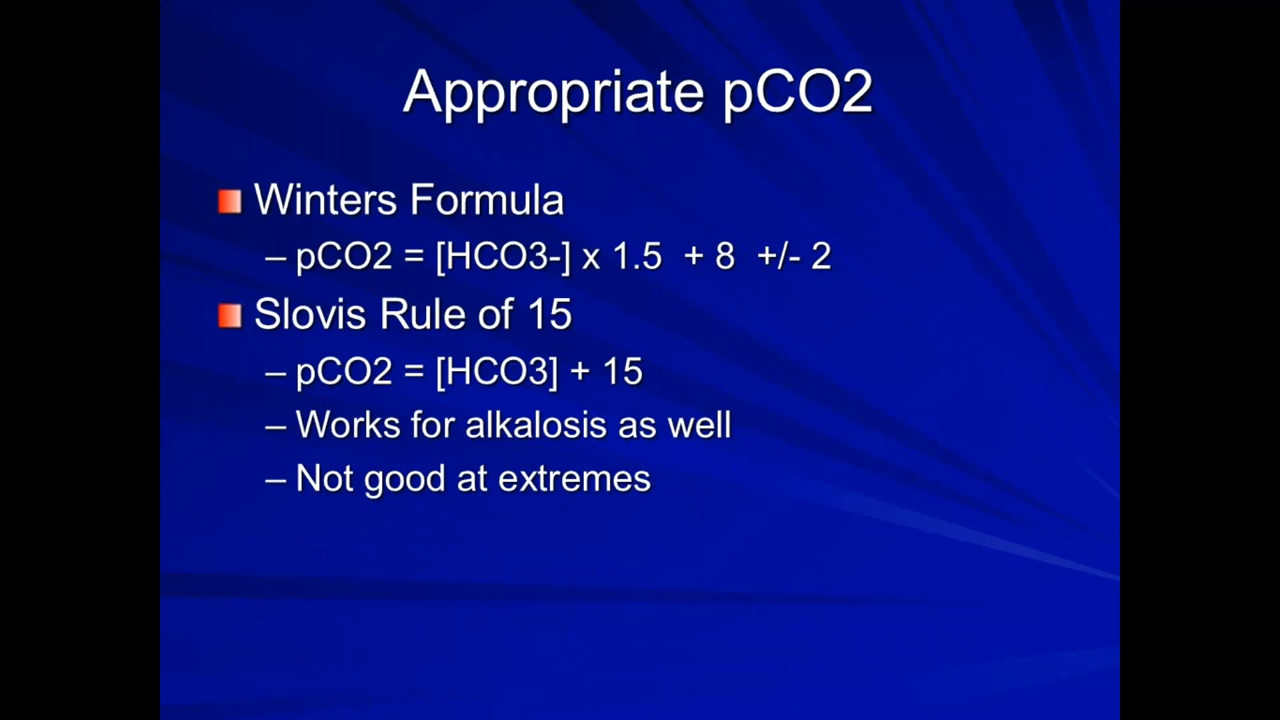 Appropriate pCO2
Winters Formula
– pCO2 = [HCO3-] x 1.5  + 8  +/- 2
Slovis Rule of 15
– pCO2 = [HCO3] + 15
– Works for alkalosis as well
– Not good at extremes